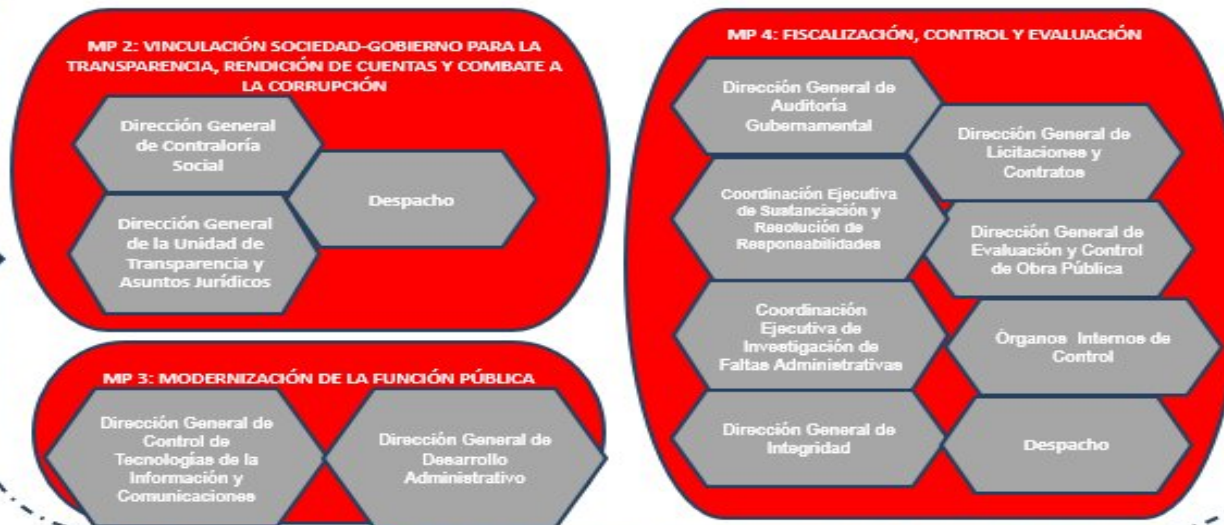 MP 2: VINCULACIÓN SOCIEDAD-GOBIERNO PARA LA
TRANSPARENCIA, RENDICIÓN DE CUENTAS Y COMBATE A
LA CORRUPCIÓN
Dirección General
de Contraloría
Social
Despacho
Dirección General
de la Unidad de
Transparencia y
Asuntos Jurídicos
MP 3: MODERNIZACIÓN DE LA FUNCIÓN PÚBLICA
Dirección General de
Control de
Tecnologías de la
Información y
Comunicaciones
Dirección General de
Desarrollo
Administrativo
MP 4: FISCALIZACIÓN, CONTROL Y EVALUACIÓN
Dirección General de
Auditoría
Gubernamental
Dirección General de
Licitaciones y
Contratos
Coordinación Ejecutiva
de Sustanciación y
Resolución de
Responsabilidades
Dirección General de
Evaluación y Control
de Obra Pública
Coordinación
Ejecutiva de
Investigación de
Faltas Administrativas
Órganos Internos de
Control
Dirección General de
Integridad
Despacho